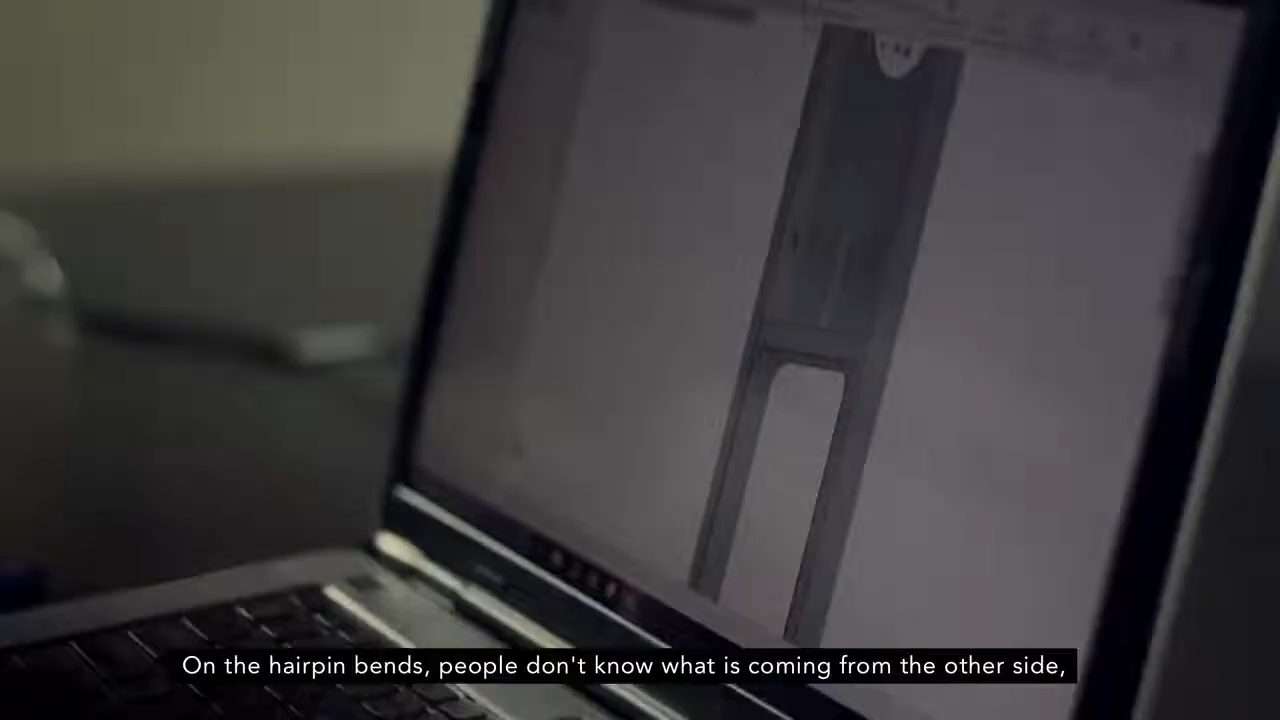 On the hairpin bends, people don't know what is coming from the other side,